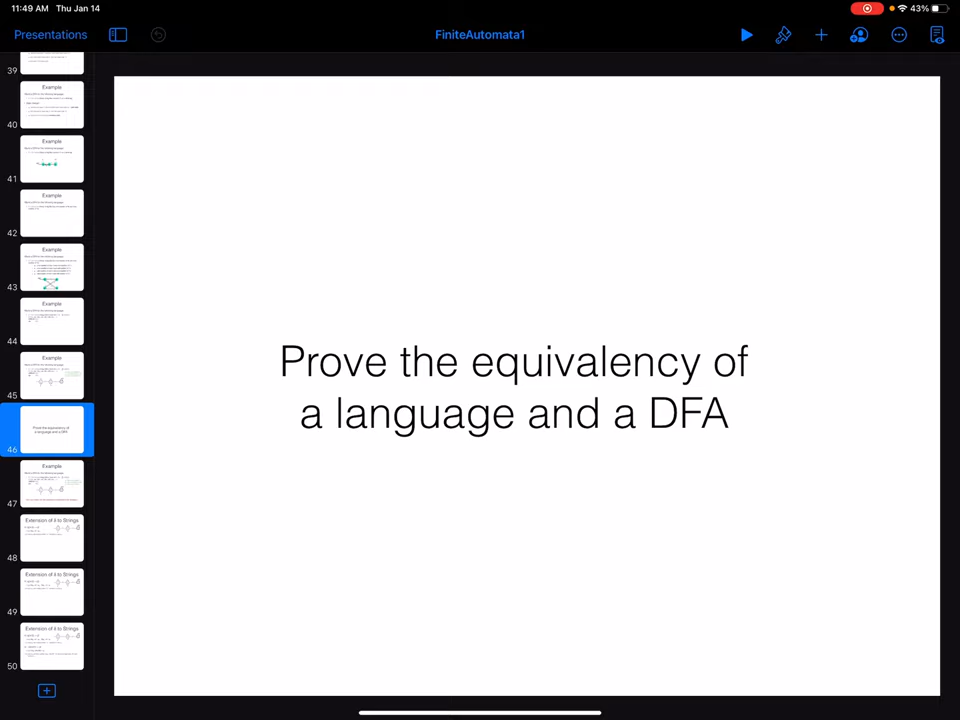 11:49 AM Thu Jan 14
43%
Presentations
FiniteAutomata1
39
Example
40
Example
41
Example
42
Example
43
Example
44
Example
45
Prove the equivalency of
a language and a DFA
46
Example
47
Extension of δ to Strings
48
Extension of δ to Strings
49
Extension of δ to Strings
50
Prove the equivalency of
a language and a DFA